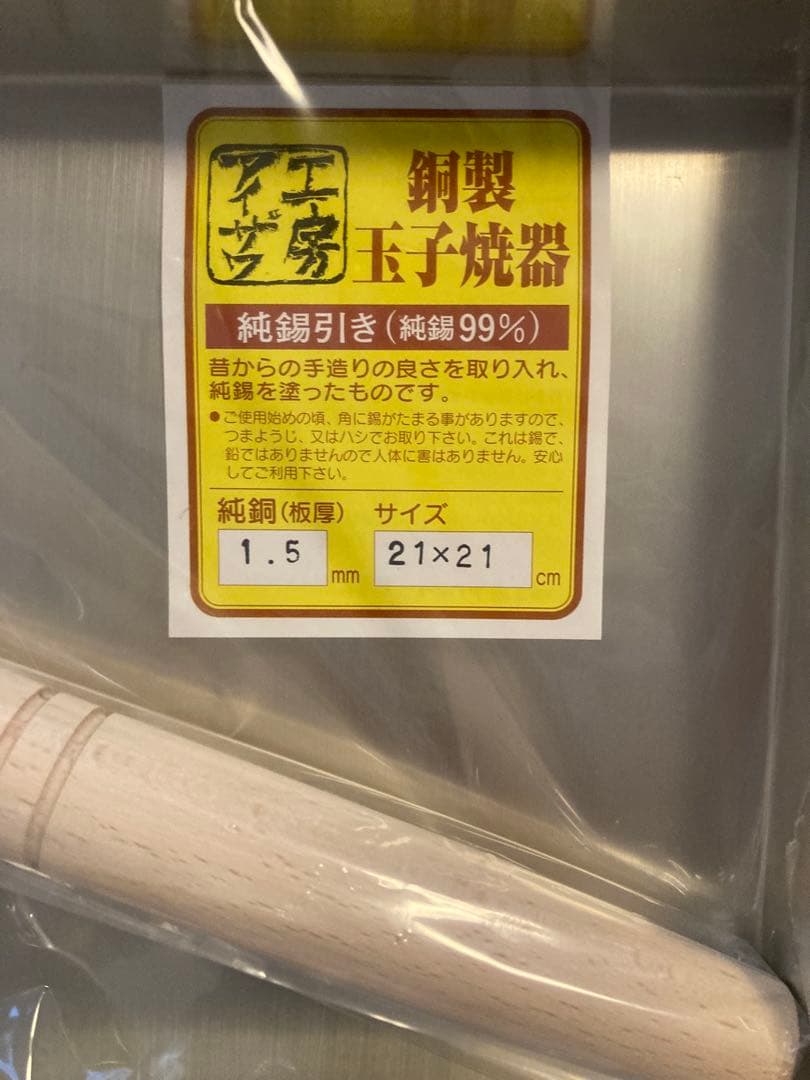 工房
アイザワ
銅製
玉子焼器
純錫引き(純錫99%)
昔からの手造りの良さを取り入れ、
純錫を塗ったものです。
●ご使用始めの頃、角に錫がたまる事がありますので、
つまようじ、又はハシでお取り下さい。これは錫で、
鉛ではありませんので人体に害はありません。安心
してご利用下さい。
純銅(板厚) サイズ
1.5mm 21×21cm